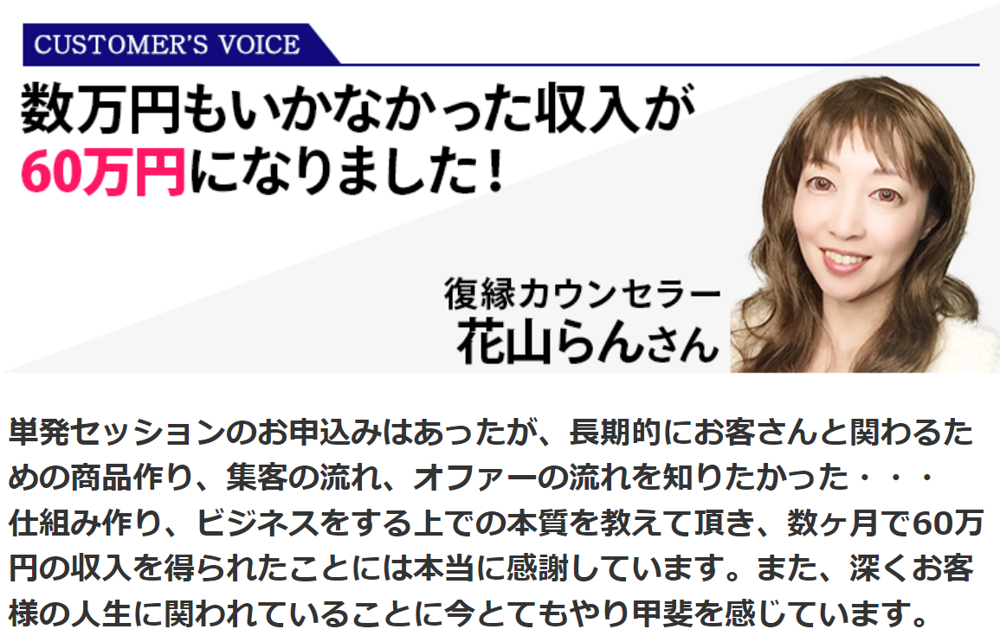 CUSTOMER'S VOICE
数万円もいかなかった収入が
60万円になりました!
復縁カウンセラー
花山らんさん
単発セッションのお申込みはあったが、長期的にお客さんと関わるた
めの商品作り、集客の流れ、オファーの流れを知りたかった・・・
仕組み作り、ビジネスをする上での本質を教えて頂き、数ヶ月で60万
円の収入を得られたことには本当に感謝しています。また、深くお客
様の人生に関われていることに今とてもやり甲斐を感じています。